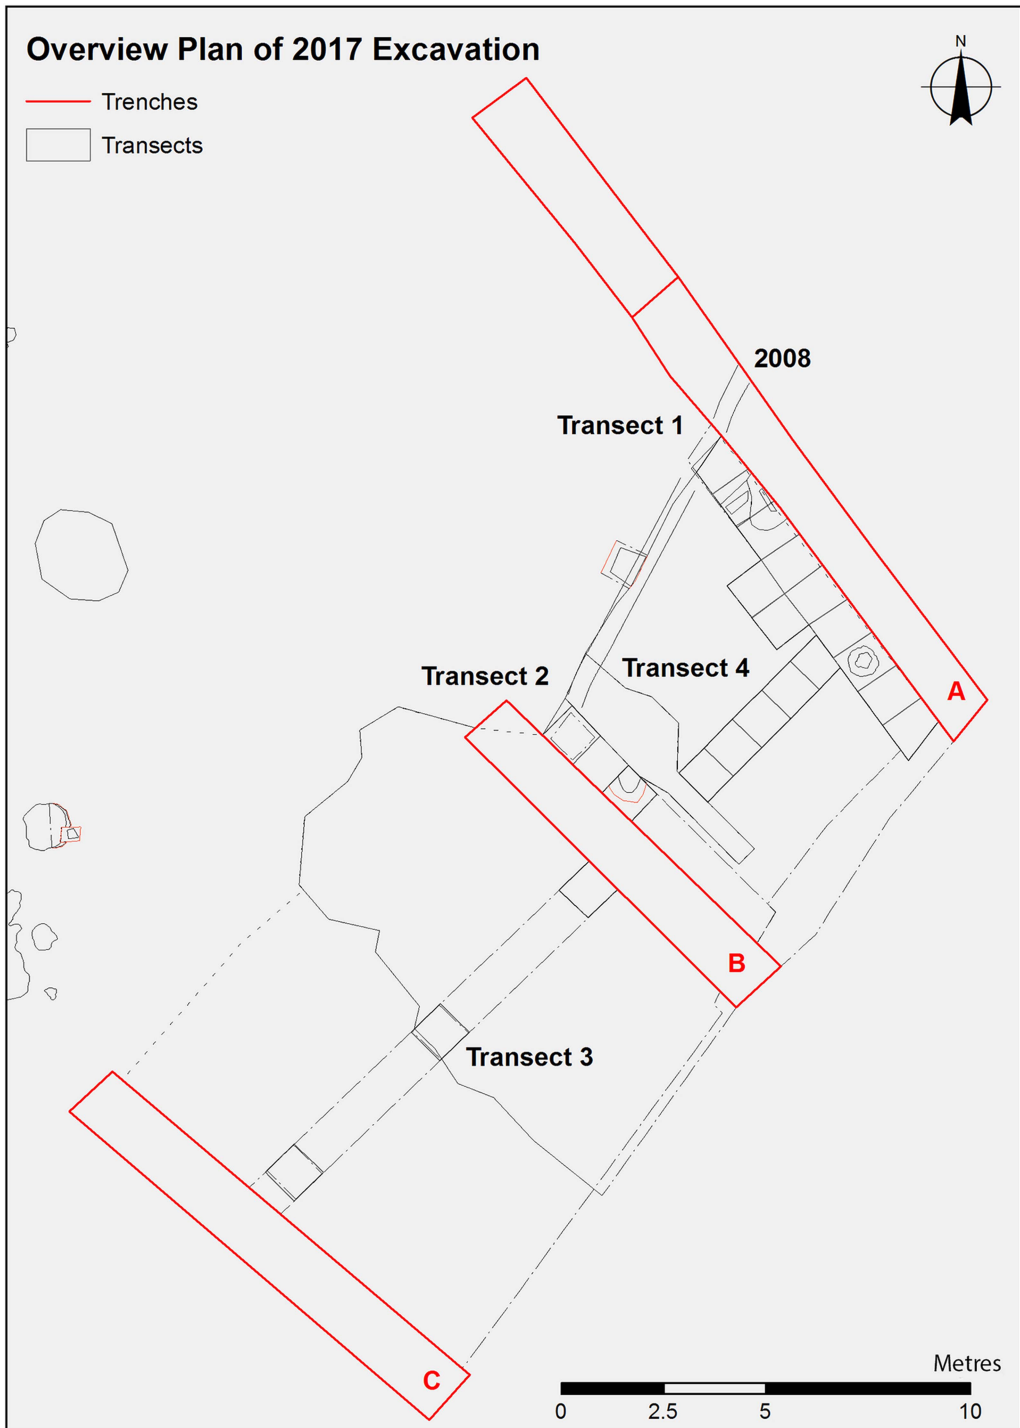 Overview Plan of 2017 Excavation
N
Trenches
Transects
2008
Transect 1
Transect 2
Transect 4
A
B
Transect 3
C
Metres
0 2.5 5 10